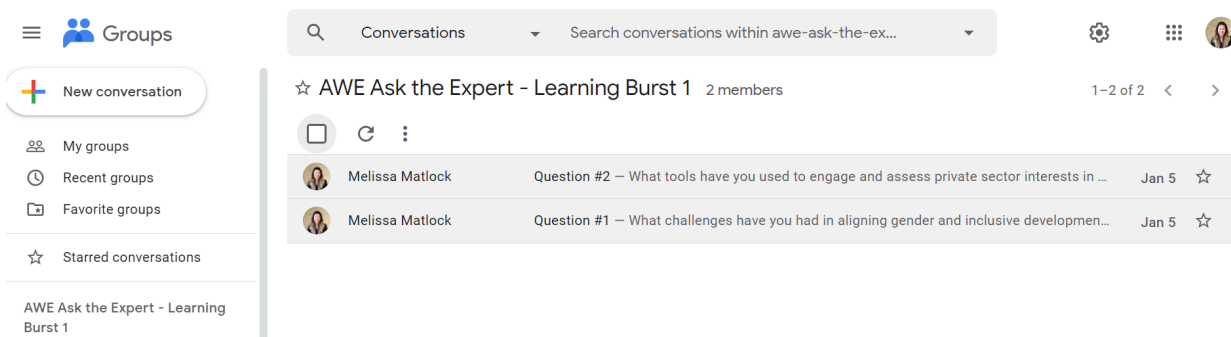 Groups
Conversations
Search conversations within awe-ask-the-ex...
New conversation
My groups
Recent groups
Favorite groups
Starred conversations
AWE Ask the Expert - Learning
Burst 1
AWE Ask the Expert - Learning Burst 1 2 members
1–2 of 2
Melissa Matlock Question #2 – What tools have you used to engage and assess private sector interests in ... Jan 5
Melissa Matlock Question #1 – What challenges have you had in aligning gender and inclusive developmen... Jan 5